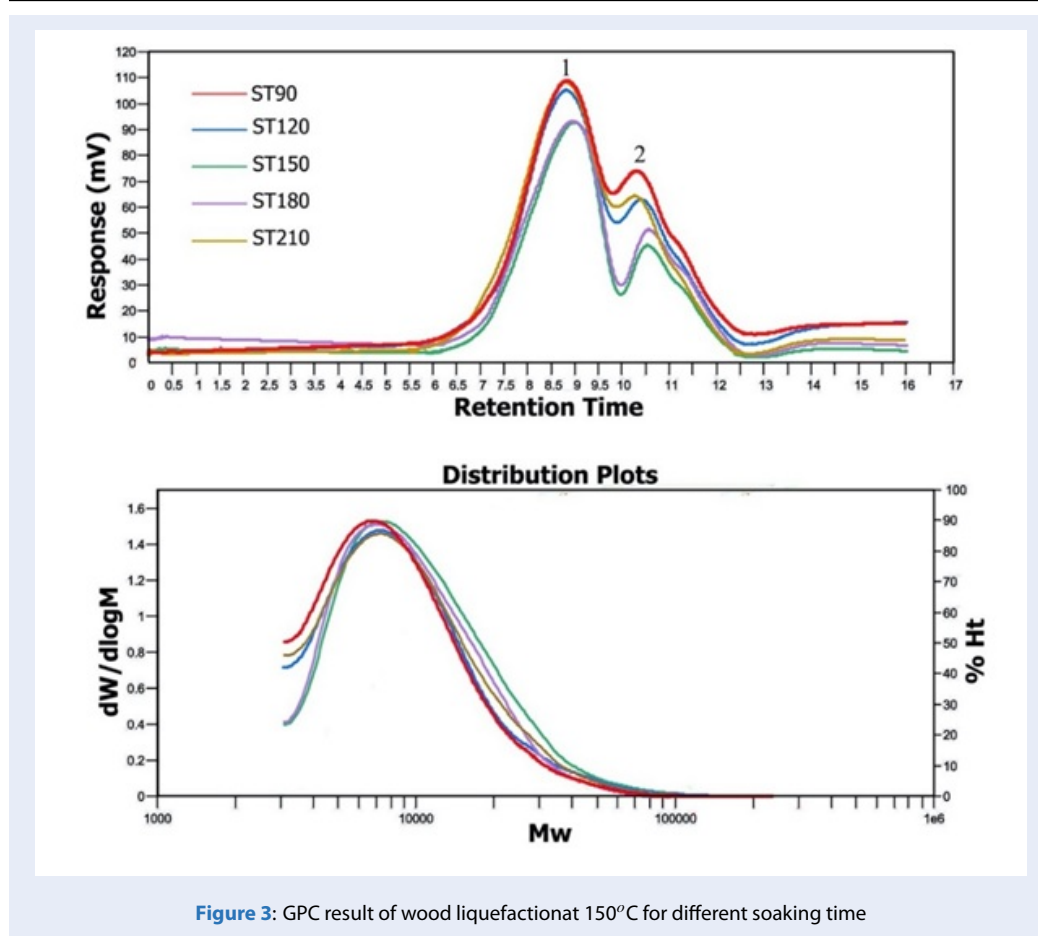 120
110
100
90
80
70
60
50
40
30
20
10
0
Response (mV)
1
2
ST90
ST120
ST150
ST180
ST210
0 0.5 1 1.5 2 2.5 3 3.5 4 4.5 5 5.5 6 6.5 7 7.5 8 8.5 9 9.5 10 11 12 13 14 15 16 17
Retention Time
Distribution Plots
1.6
1.4
1.2
1
0.8
0.6
0.4
0.2
0
dW/dlogM
100
90
80
70
60
50
40
30
20
10
0
% Ht
1000 10000 100000 1e6
Mw
Figure 3: GPC result of wood liquefactionat 150°C for different soaking time